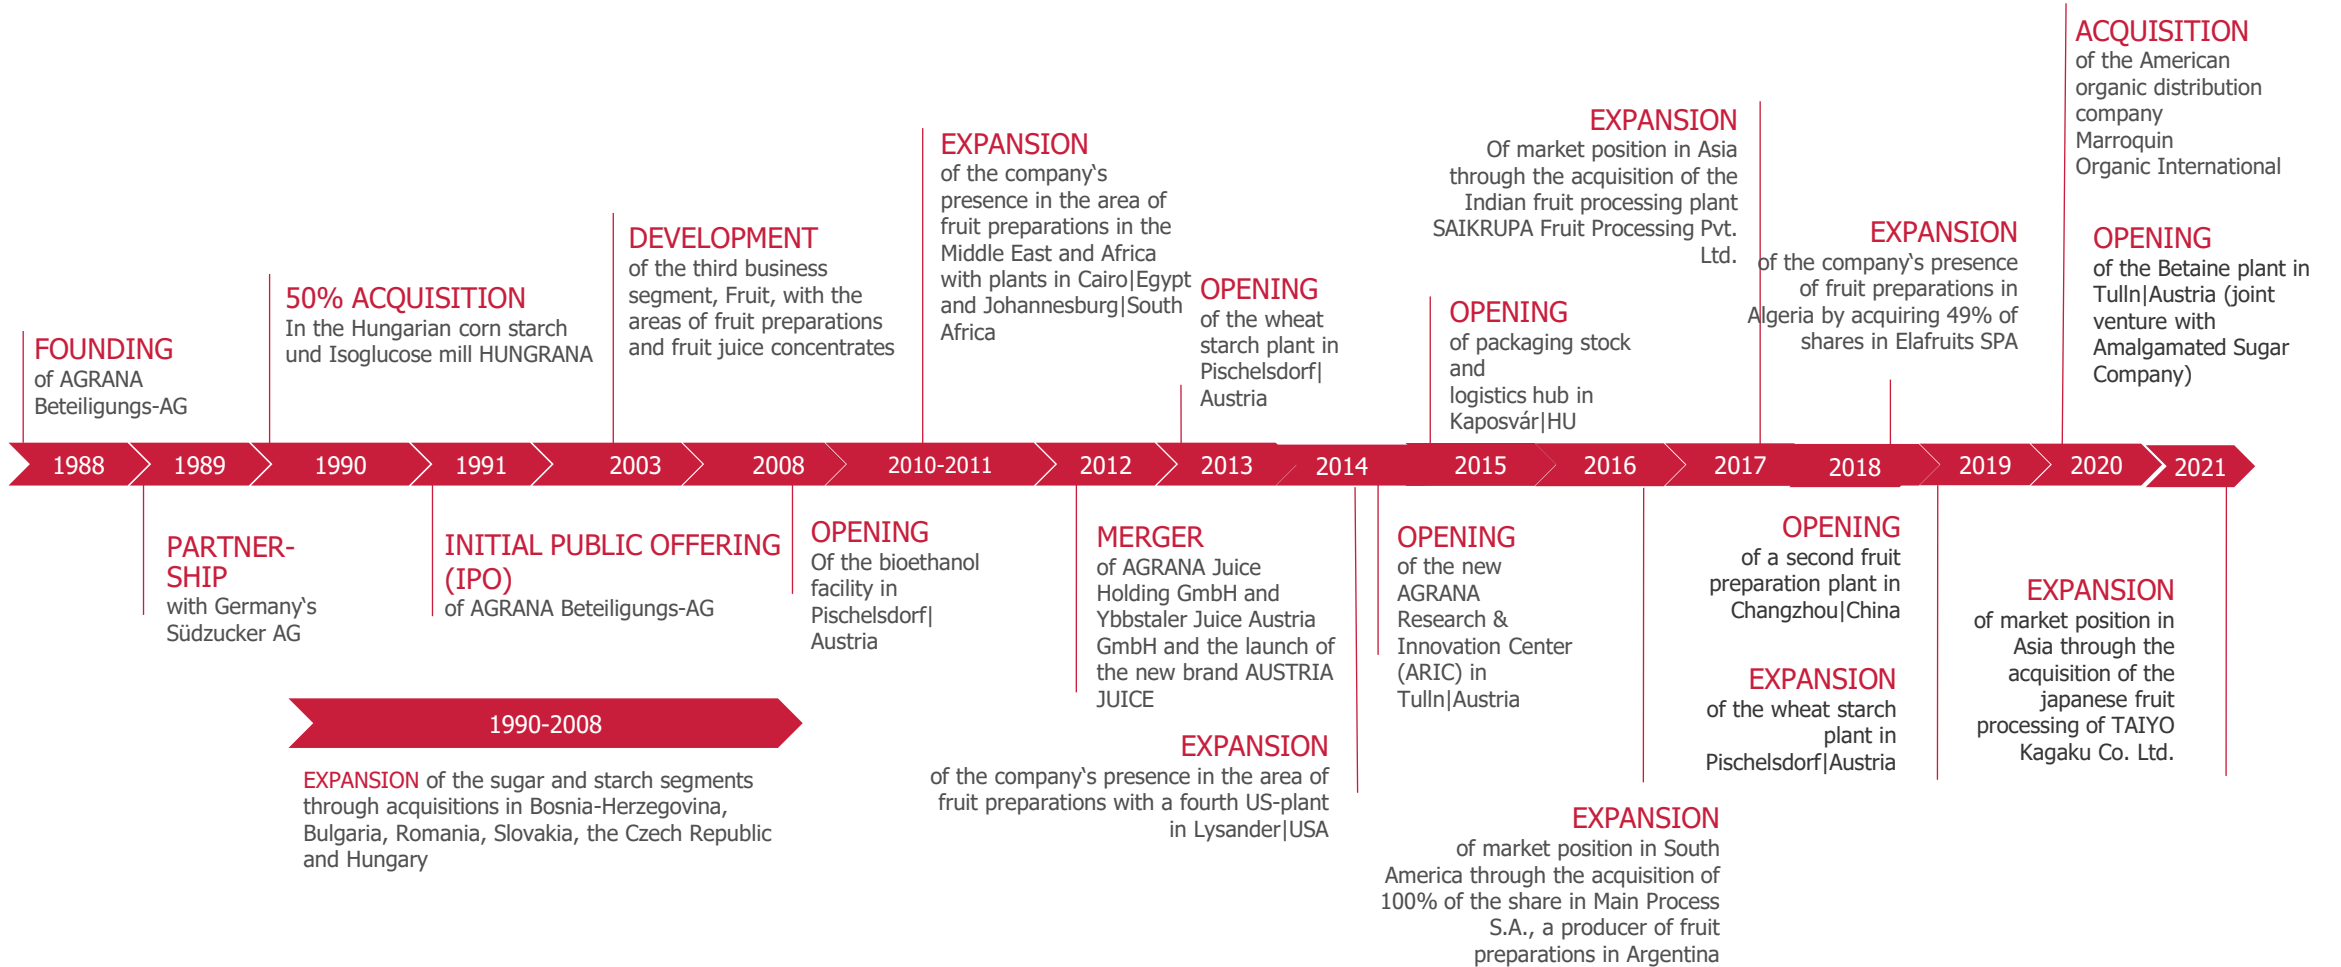 ACQUISITION
of the American
organic distribution
company
Marroquin
Organic International
EXPANSION
Of market position in Asia
through the acquisition of the
Indian fruit processing plant
SAIKRUPA Fruit Processing Pvt.
Ltd.
EXPANSION
of the company‘s
presence in the area of
fruit preparations in the
Middle East and Africa
with plants in Cairo|Egypt
and Johannesburg|South
Africa
EXPANSION
of the company‘s presence
of fruit preparations in
Algeria by acquiring 49% of
shares in Elafruits SPA
OPENING
of the Betaine plant in
Tulln|Austria (joint
venture with
Amalgamated Sugar
Company)
DEVELOPMENT
of the third business
segment, Fruit, with the
areas of fruit preparations
and fruit juice concentrates
OPENING
of the wheat
starch plant in
Pischelsdorf|
Austria
50% ACQUISITION
In the Hungarian corn starch
und Isoglucose mill HUNGRANA
OPENING
of packaging stock
and
logistics hub in
Kaposvár|HU
FOUNDING
of AGRANA
Beteiligungs-AG
1988 1989 1990 1991 2003 2008 2010-2011 2012 2013 2014 2015 2016 2017 2018 2019 2020 2021
PARTNER-
SHIP
with Germany‘s
Südzucker AG
INITIAL PUBLIC OFFERING
(IPO)
of AGRANA Beteiligungs-AG
OPENING
Of the bioethanol
facility in
Pischelsdorf|
Austria
MERGER
of AGRANA Juice
Holding GmbH and
Ybbstaler Juice Austria
GmbH and the launch of
the new brand AUSTRIA
JUICE
OPENING
of the new
AGRANA
Research &
Innovation Center
(ARIC) in
Tulln|Austria
OPENING
of a second fruit
preparation plant in
Changzhou|China
EXPANSION
of the wheat starch
plant in
Pischelsdorf|Austria
EXPANSION
of market position in
Asia through the
acquisition of the
japanese fruit
processing of TAIYO
Kagaku Co. Ltd.
1990-2008
EXPANSION of the sugar and starch segments
through acquisitions in Bosnia-Herzegovina,
Bulgaria, Romania, Slovakia, the Czech Republic
and Hungary
EXPANSION
of the company‘s presence in the area of
fruit preparations with a fourth US-plant
in Lysander|USA
EXPANSION
of market position in South
America through the acquisition of
100% of the share in Main Process
S.A., a producer of fruit
preparations in Argentina